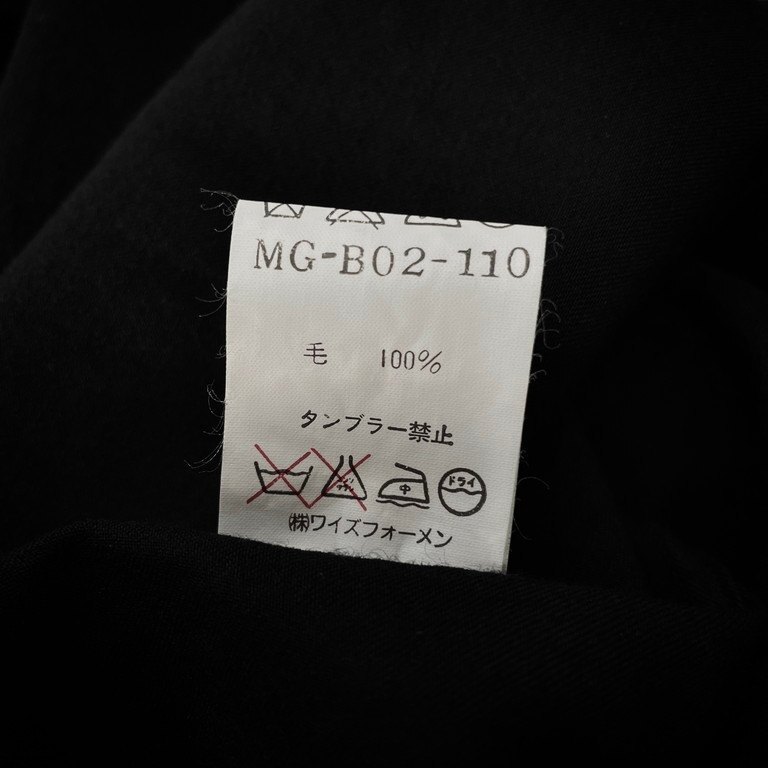 MG-B02-110
毛 100%
タンブラー禁止
中 ドライ
㈱ワイズフォーメン